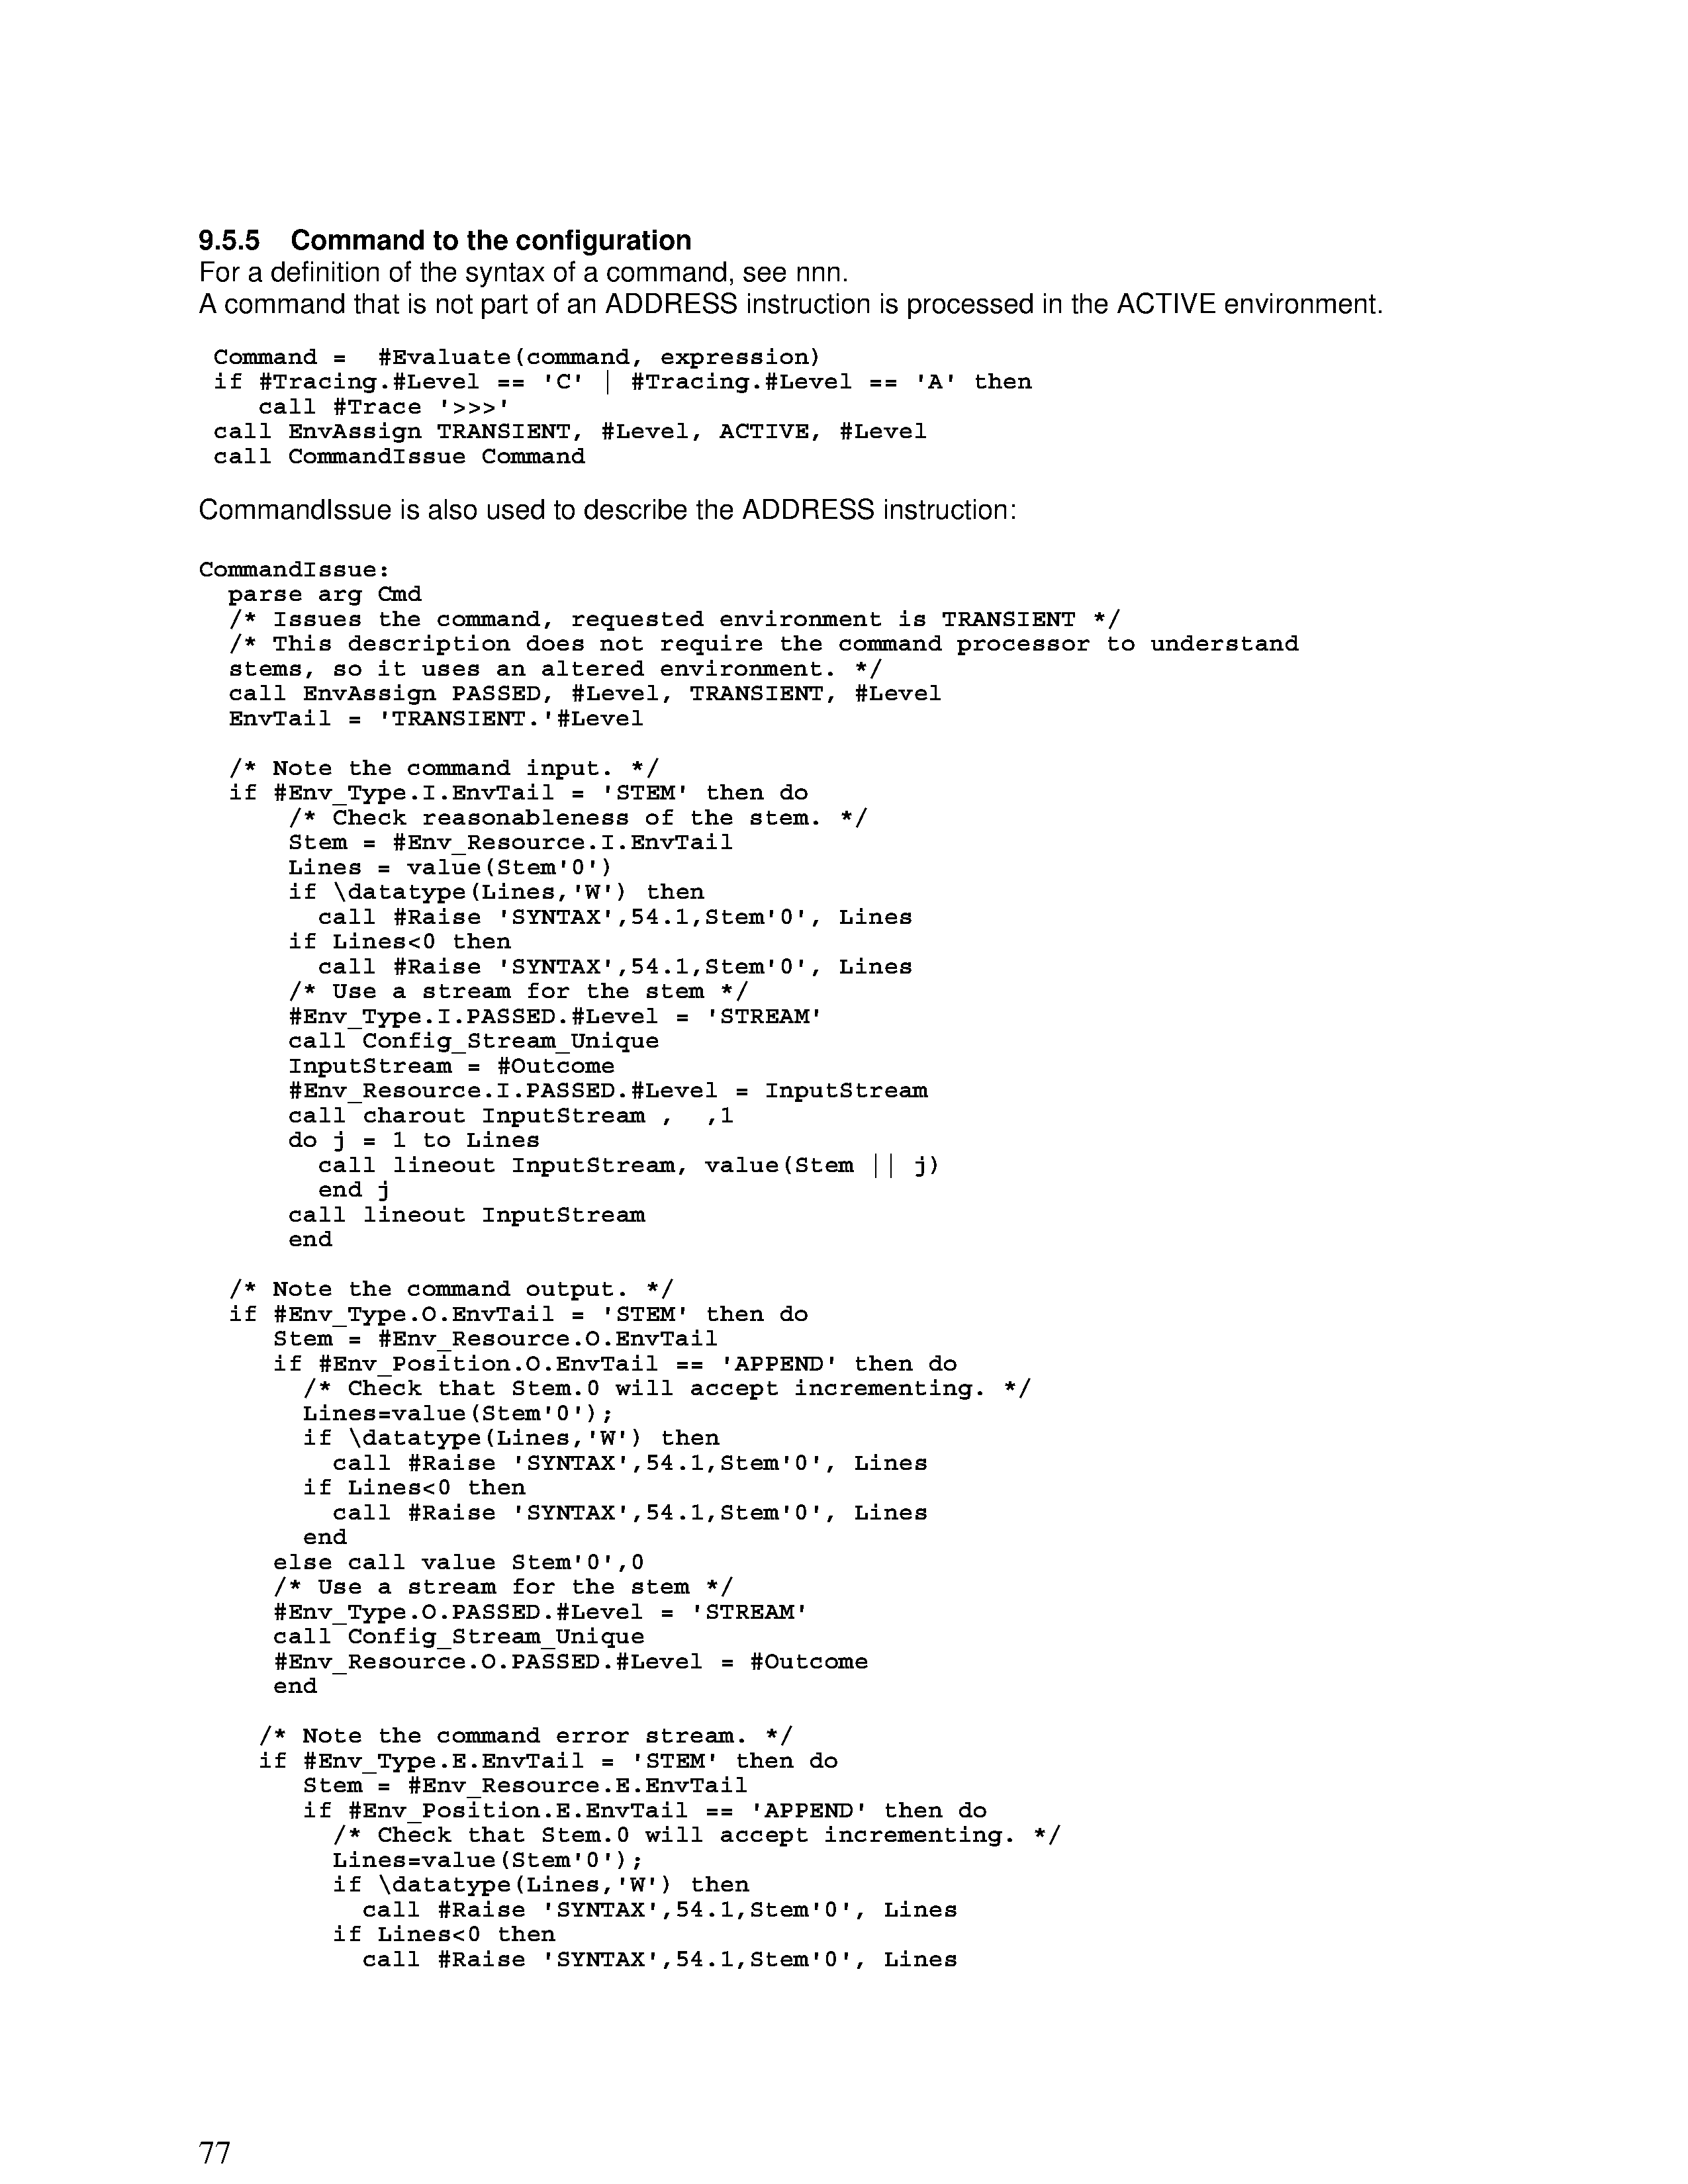 9.5.5 Command to the configuration
For a definition of the syntax of a command, see nnn.
A command that is not part of an ADDRESS instruction is processed in the ACTIVE environment.
Command =  #Evaluate(command, expression)
if #Tracing.#Level == 'C' | #Tracing.#Level == 'A' then
   call #Trace '>>>'
call EnvAssign TRANSIENT, #Level, ACTIVE, #Level
call CommandIssue Command
CommandIssue is also used to describe the ADDRESS instruction:
CommandIssue:
  parse arg Cmd
  /* Issues the command, requested environment is TRANSIENT */
  /* This description does not require the command processor to understand
  stems, so it uses an altered environment. */
  call EnvAssign PASSED, #Level, TRANSIENT, #Level
  EnvTail = 'TRANSIENT.'#Level
  /* Note the command input. */
  if #Env_Type.I.EnvTail = 'STEM' then do
      /* Check reasonableness of the stem. */
      Stem = #Env_Resource.I.EnvTail
      Lines = value(Stem'0')
      if \datatype(Lines,'W') then
        call #Raise 'SYNTAX',54.1,Stem'0', Lines
      if Lines<0 then
        call #Raise 'SYNTAX',54.1,Stem'0', Lines
      /* Use a stream for the stem */
      #Env_Type.I.PASSED.#Level = 'STREAM'
      call Config_Stream_Unique
      InputStream = #Outcome
      #Env_Resource.I.PASSED.#Level = InputStream
      call charout InputStream ,  ,1
      do j = 1 to Lines
        call lineout InputStream, value(Stem || j)
        end j
      call lineout InputStream
      end
  /* Note the command output. */
  if #Env_Type.O.EnvTail = 'STEM' then do
     Stem = #Env_Resource.O.EnvTail
     if #Env_Position.O.EnvTail == 'APPEND' then do
       /* Check that Stem.0 will accept incrementing. */
       Lines=value(Stem'0');
       if \datatype(Lines,'W') then
         call #Raise 'SYNTAX',54.1,Stem'0', Lines
       if Lines<0 then
         call #Raise 'SYNTAX',54.1,Stem'0', Lines
       end
     else call value Stem'0',0
     /* Use a stream for the stem */
     #Env_Type.O.PASSED.#Level = 'STREAM'
     call Config_Stream_Unique
     #Env_Resource.O.PASSED.#Level = #Outcome
     end
    /* Note the command error stream. */
    if #Env_Type.E.EnvTail = 'STEM' then do
       Stem = #Env_Resource.E.EnvTail
       if #Env_Position.E.EnvTail == 'APPEND' then do
         /* Check that Stem.0 will accept incrementing. */
         Lines=value(Stem'0');
         if \datatype(Lines,'W') then
           call #Raise 'SYNTAX',54.1,Stem'0', Lines
         if Lines<0 then
           call #Raise 'SYNTAX',54.1,Stem'0', Lines
77